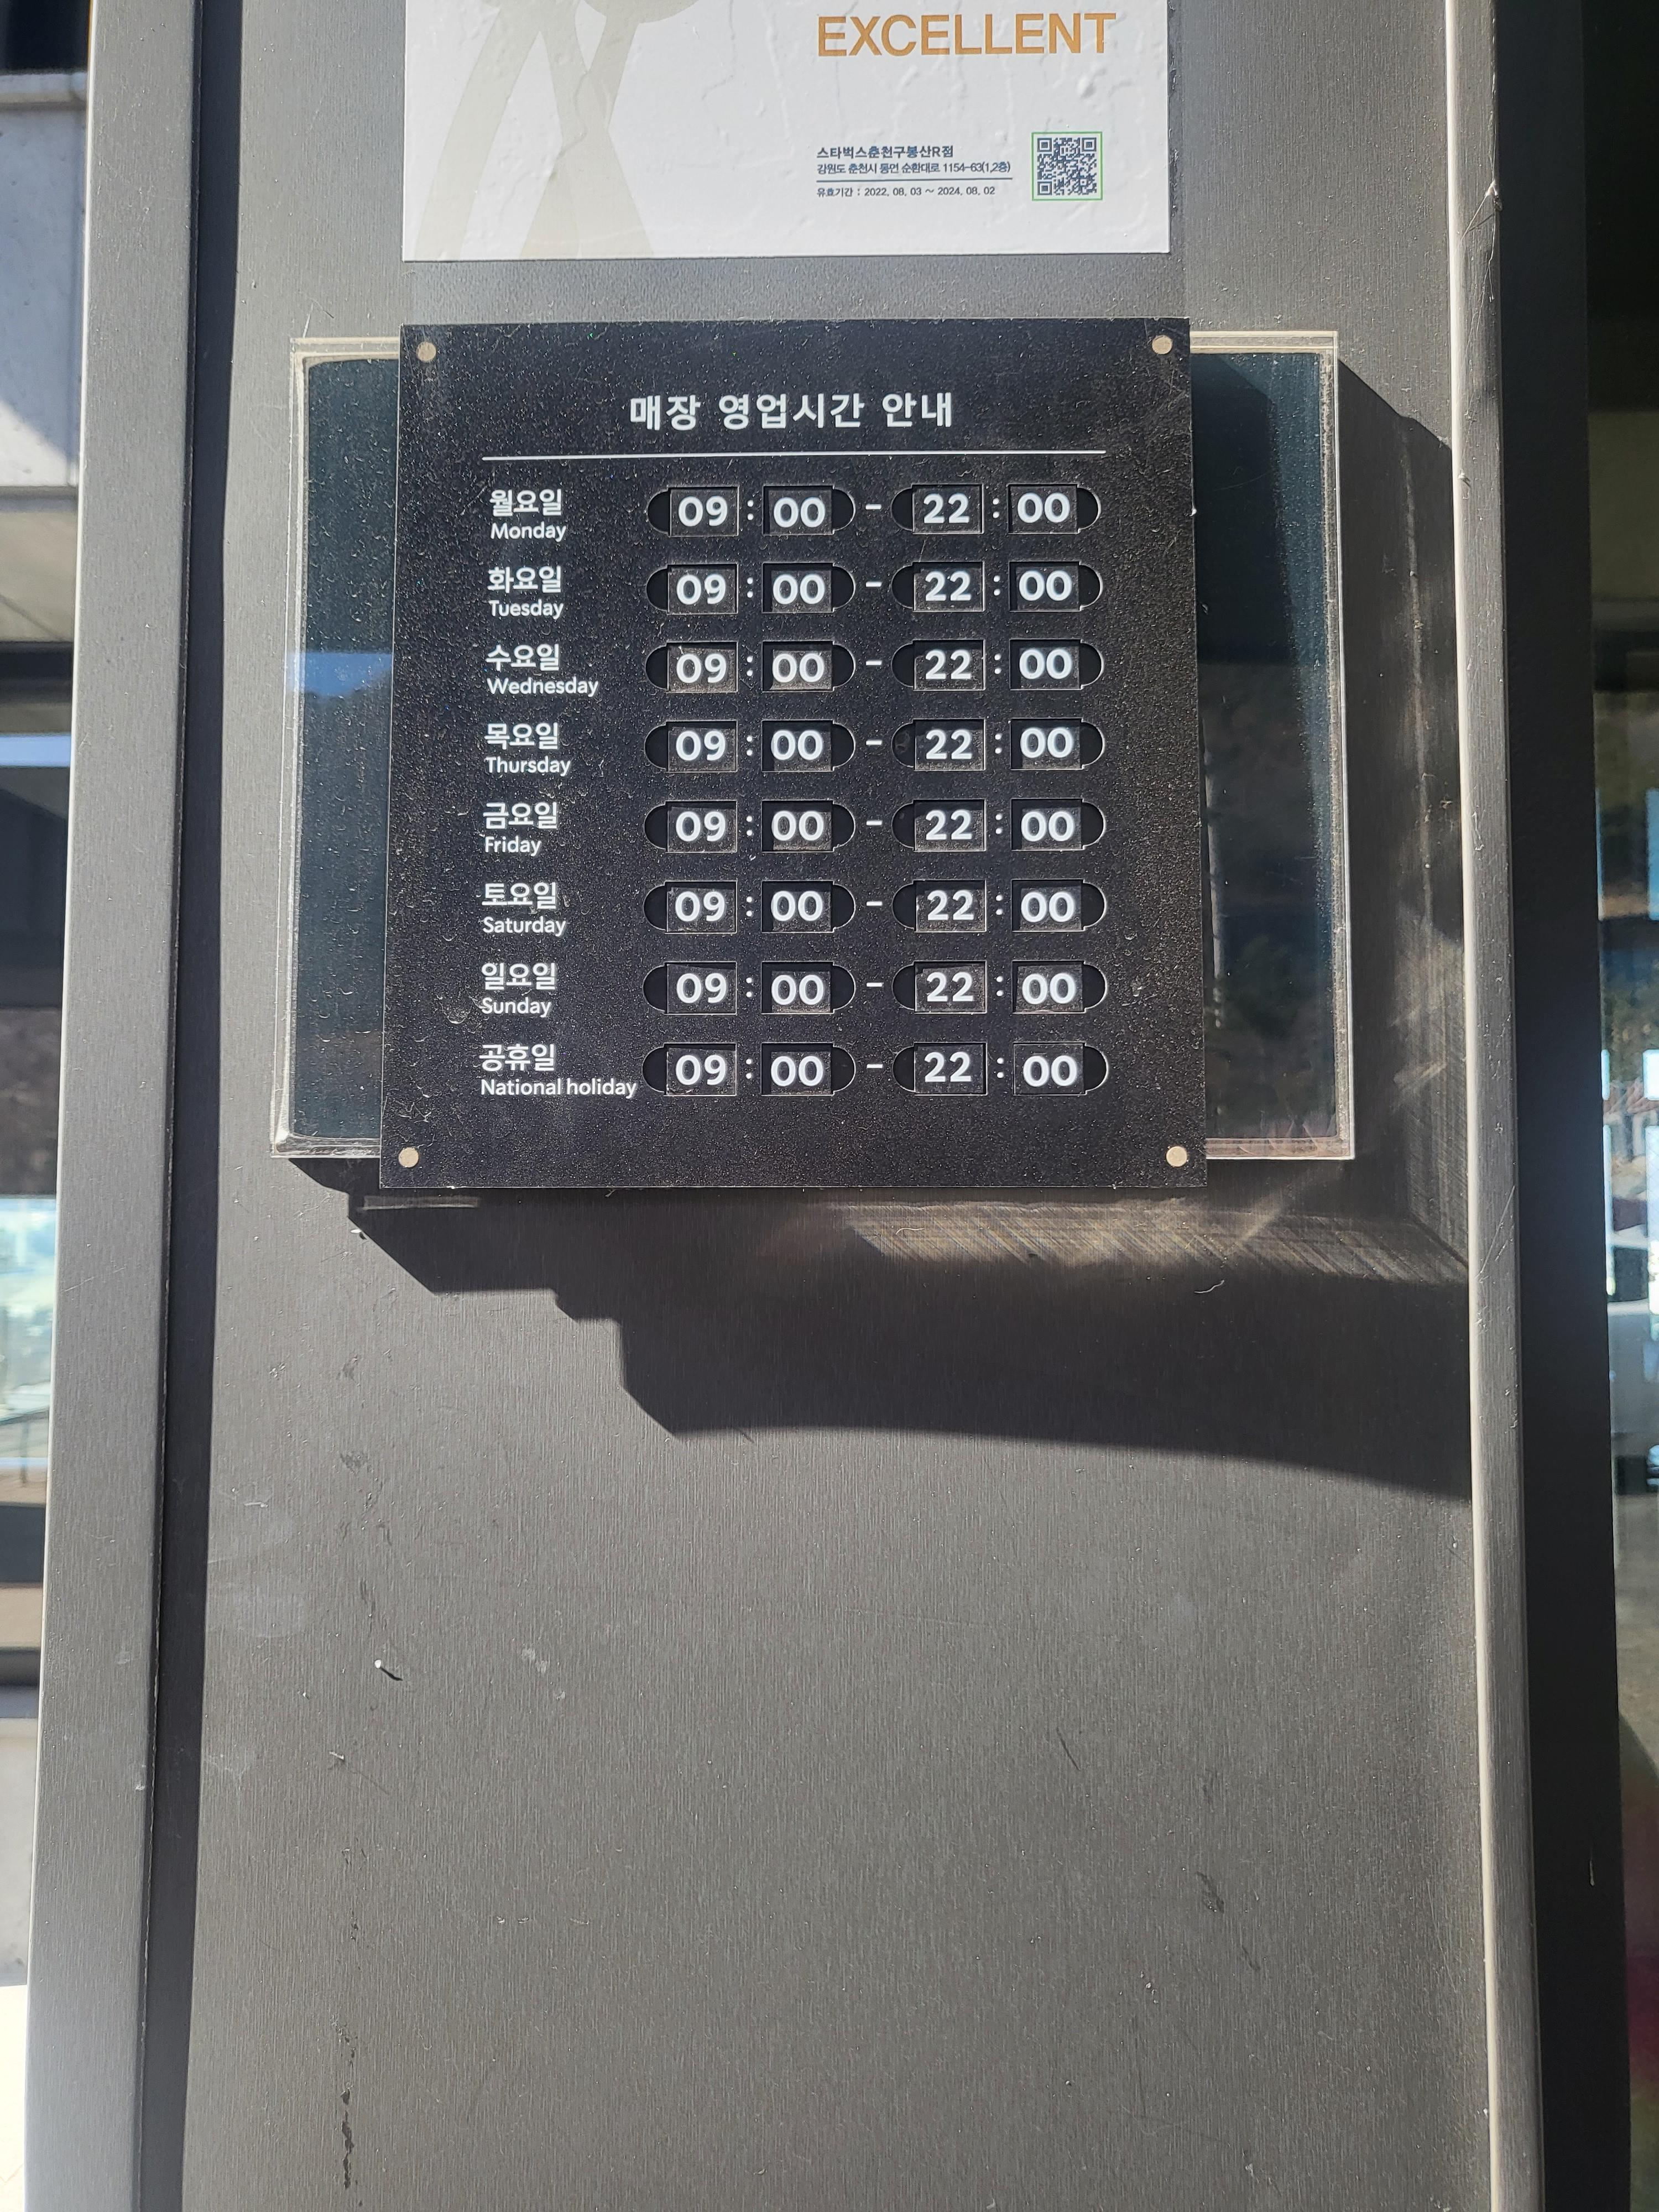 EXCELLENT
스타벅스춘천구봉산R점
강원도 춘천시 동면 순환대로 1154-63(1,2층)
유효기간 : 2022. 08. 03 ~ 2024. 08. 02
매장 영업시간 안내
월요일 09 : 00 - 22 : 00
Monday
화요일 09 : 00 - 22 : 00
Tuesday
수요일 09 : 00 - 22 : 00
Wednesday
목요일 09 : 00 - 22 : 00
Thursday
금요일 09 : 00 - 22 : 00
Friday
토요일 09 : 00 - 22 : 00
Saturday
일요일 09 : 00 - 22 : 00
Sunday
공휴일 09 : 00 - 22 : 00
National holiday